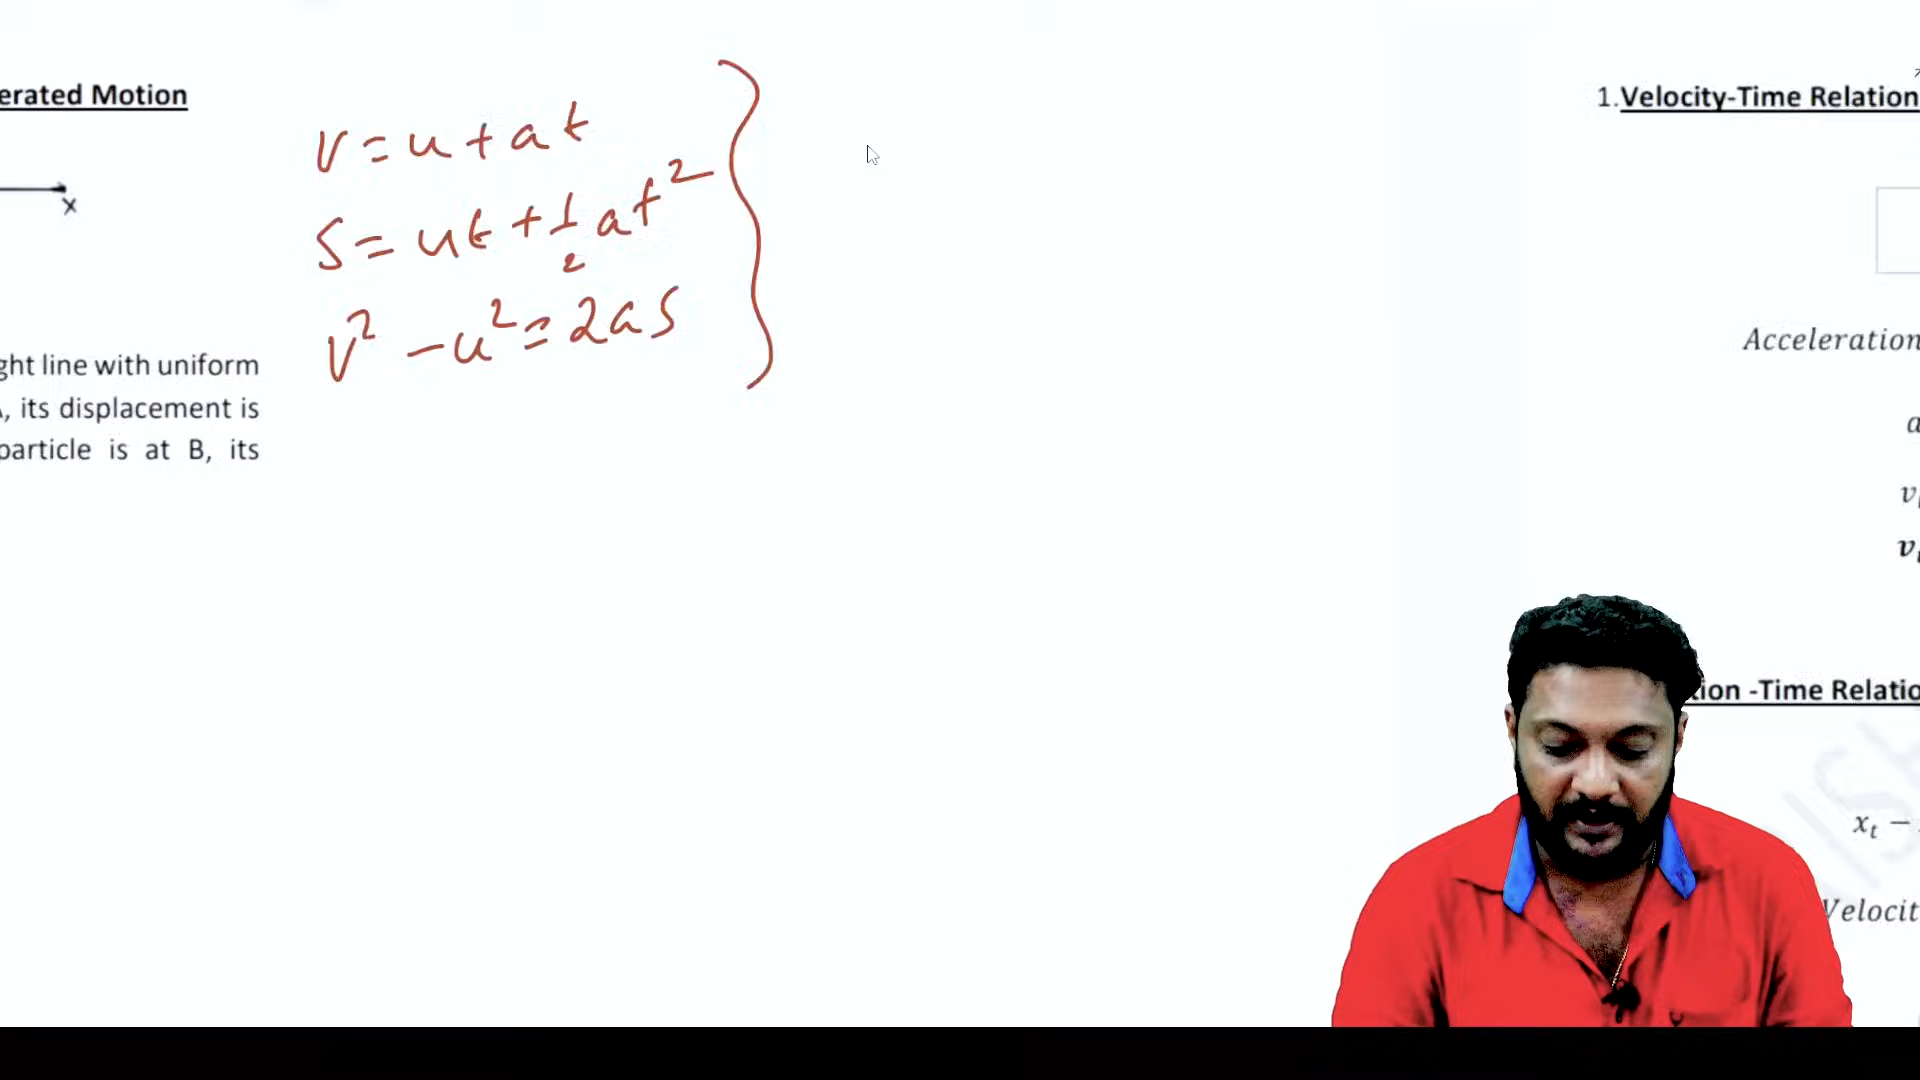 erated Motion
x
v = u + at
s = ut + 1/2 at²
v² - u² = 2as
ght line with uniform
, its displacement is
particle is at B, its
1. Velocity-Time Relation
Acceleration
a
v
v
tion -Time Relatio
xₜ −
Velocit